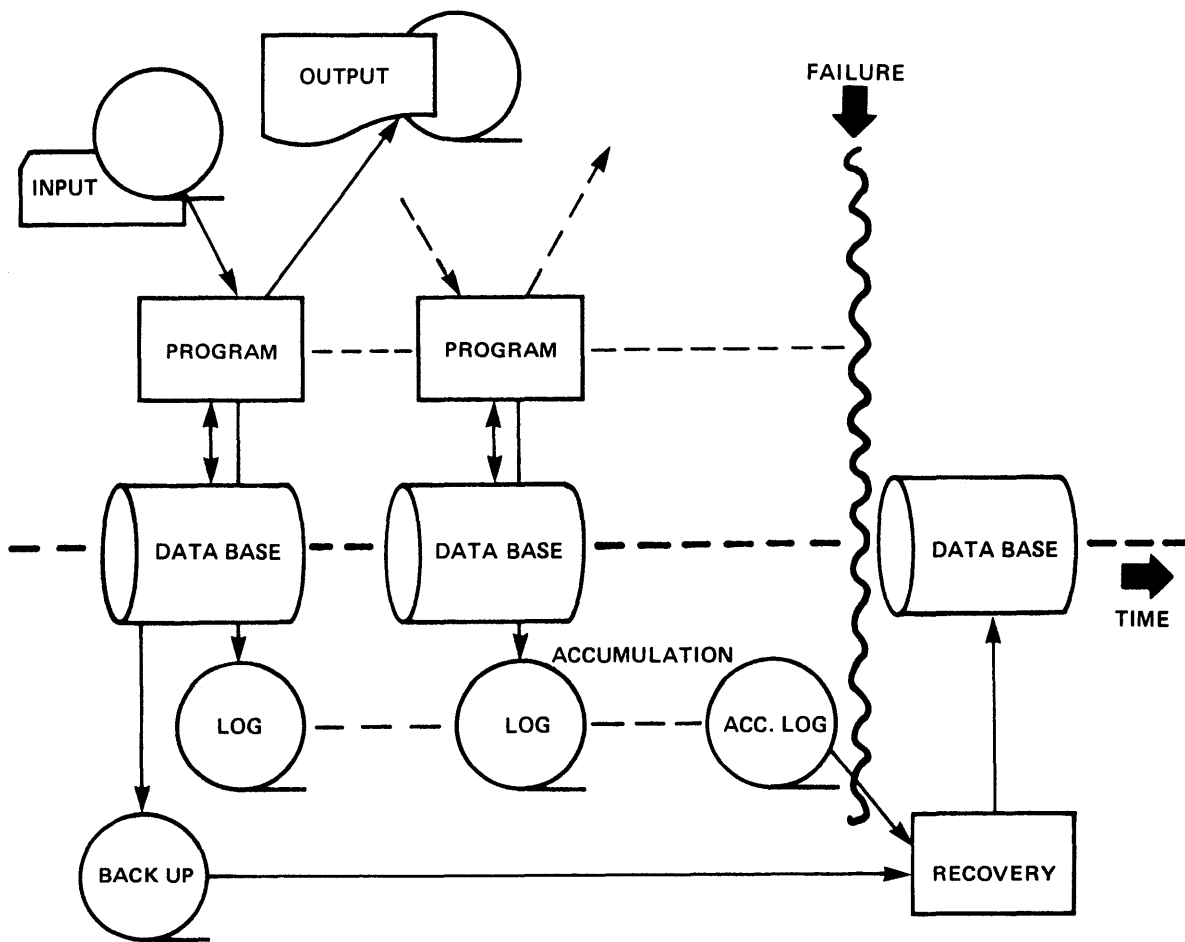 OUTPUT
FAILURE
INPUT
PROGRAM
PROGRAM
DATA BASE
DATA BASE
DATA BASE
TIME
ACCUMULATION
LOG
LOG
ACC. LOG
BACK UP
RECOVERY